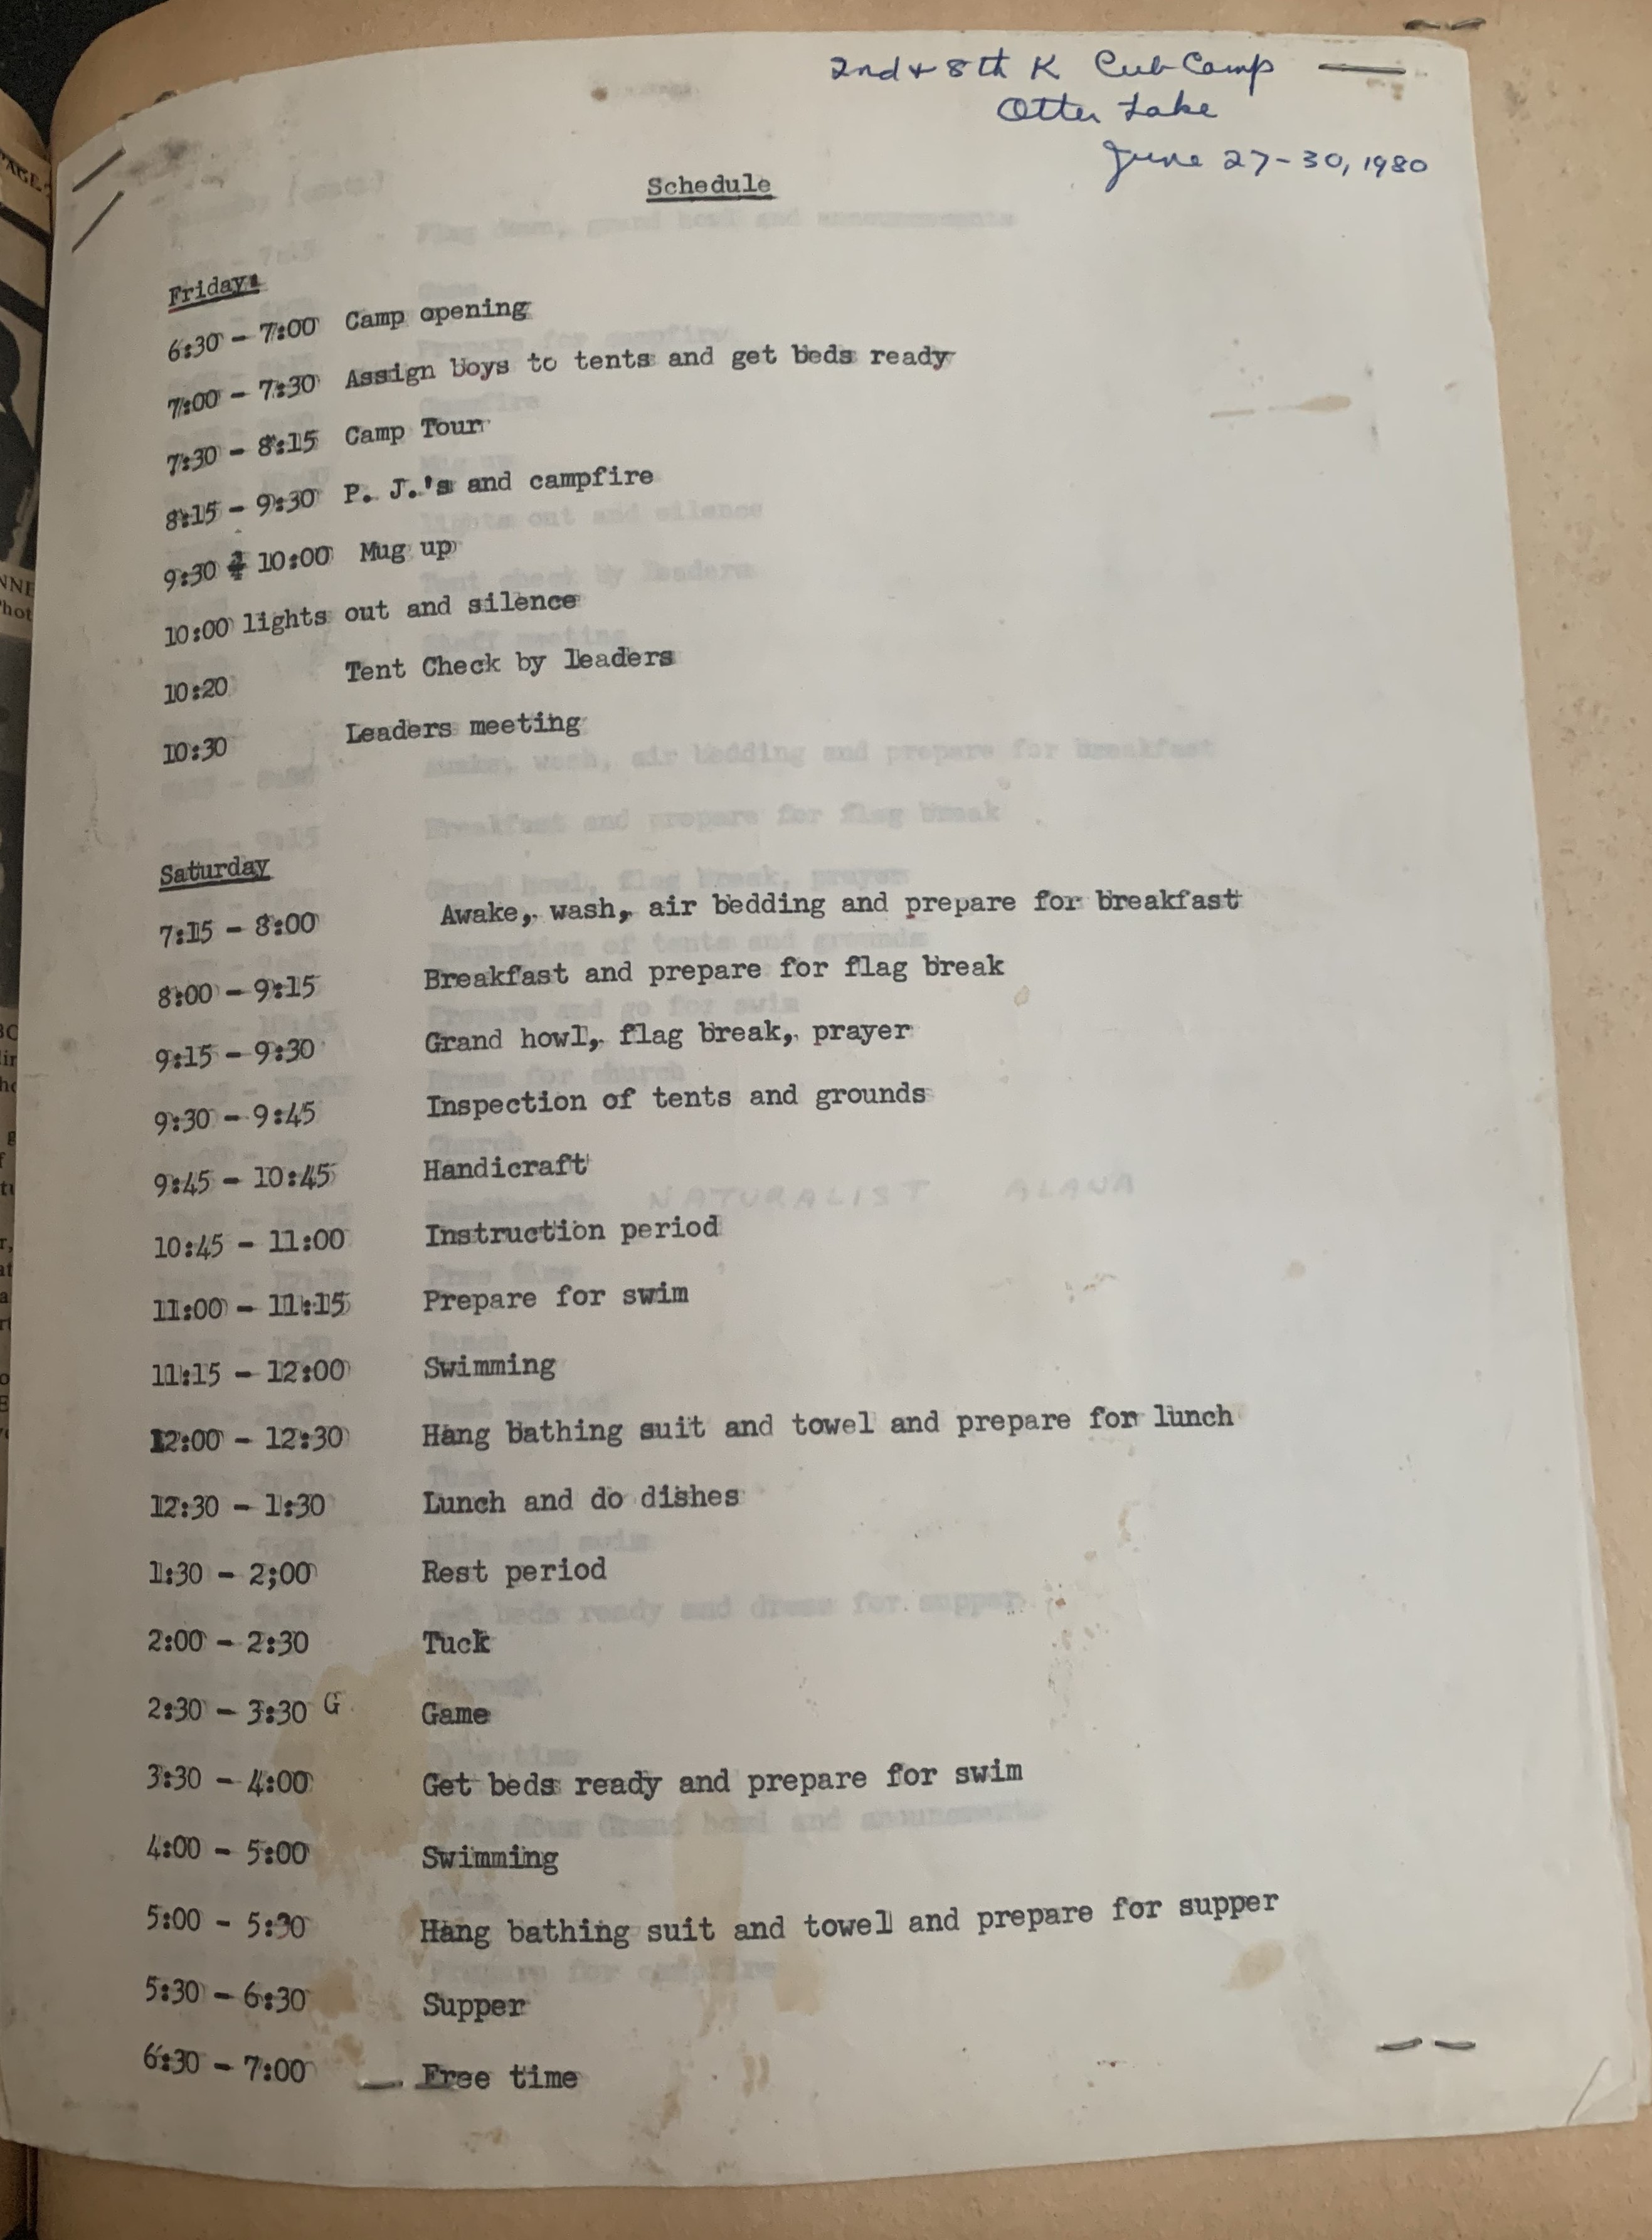 2nd + 8th K Cub Camp
Otter Lake
June 27-30, 1980
Schedule
Friday:
6:30 - 7:00 Camp opening
7:00 - 7:30 Assign boys to tents and get beds ready
7:30 - 8:15 Camp Tour
8:15 - 9:30 P. J.'s and campfire
9:30 - 10:00 Mug up
10:00 lights out and silence
10:20 Tent Check by leaders
10:30 Leaders meeting
Saturday
7:15 - 8:00 Awake, wash, air bedding and prepare for breakfast
8:00 - 9:15 Breakfast and prepare for flag break
9:15 - 9:30 Grand howl, flag break, prayer
9:30 - 9:45 Inspection of tents and grounds
9:45 - 10:45 Handicraft
NATURALIST ALANA
10:45 - 11:00 Instruction period
11:00 - 11:15 Prepare for swim
11:15 - 12:00 Swimming
12:00 - 12:30 Hang bathing suit and towel and prepare for lunch
12:30 - 1:30 Lunch and do dishes
1:30 - 2;00 Rest period
2:00 - 2:30 Tuck
2:30 - 3:30 G Game
3:30 - 4:00 Get beds ready and prepare for swim
4:00 - 5:00 Swimming
5:00 - 5:30 Hang bathing suit and towel and prepare for supper
5:30 - 6:30 Supper
6:30 - 7:00 Free time